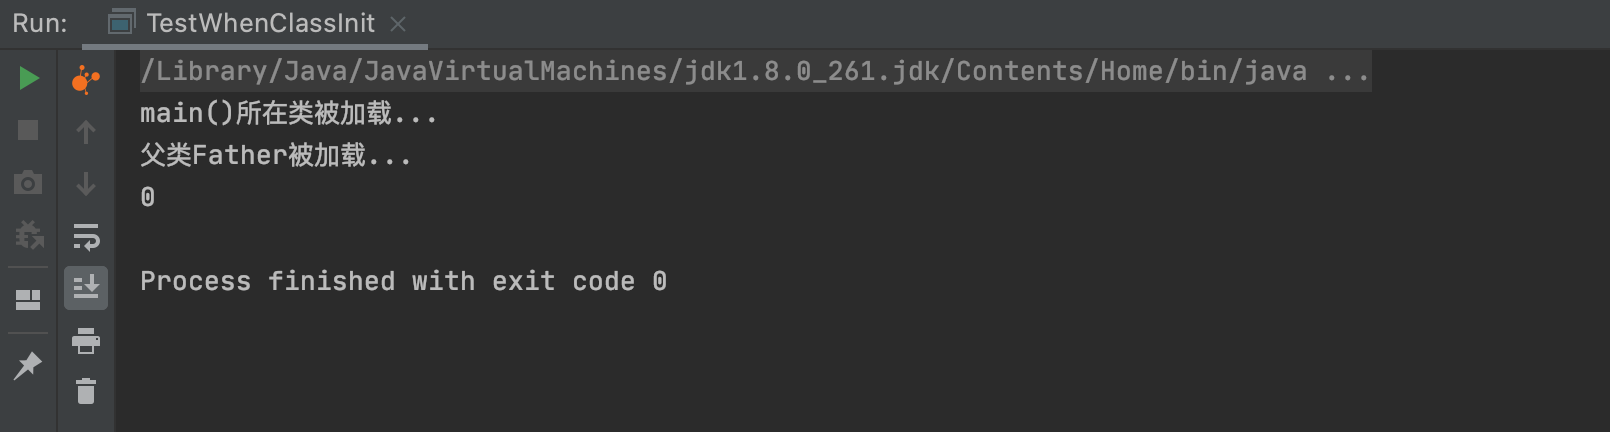 Run: TestWhenClassInit
/Library/Java/JavaVirtualMachines/jdk1.8.0_261.jdk/Contents/Home/bin/java ...
main()所在类被加载...
父类Father被加载...
0
Process finished with exit code 0